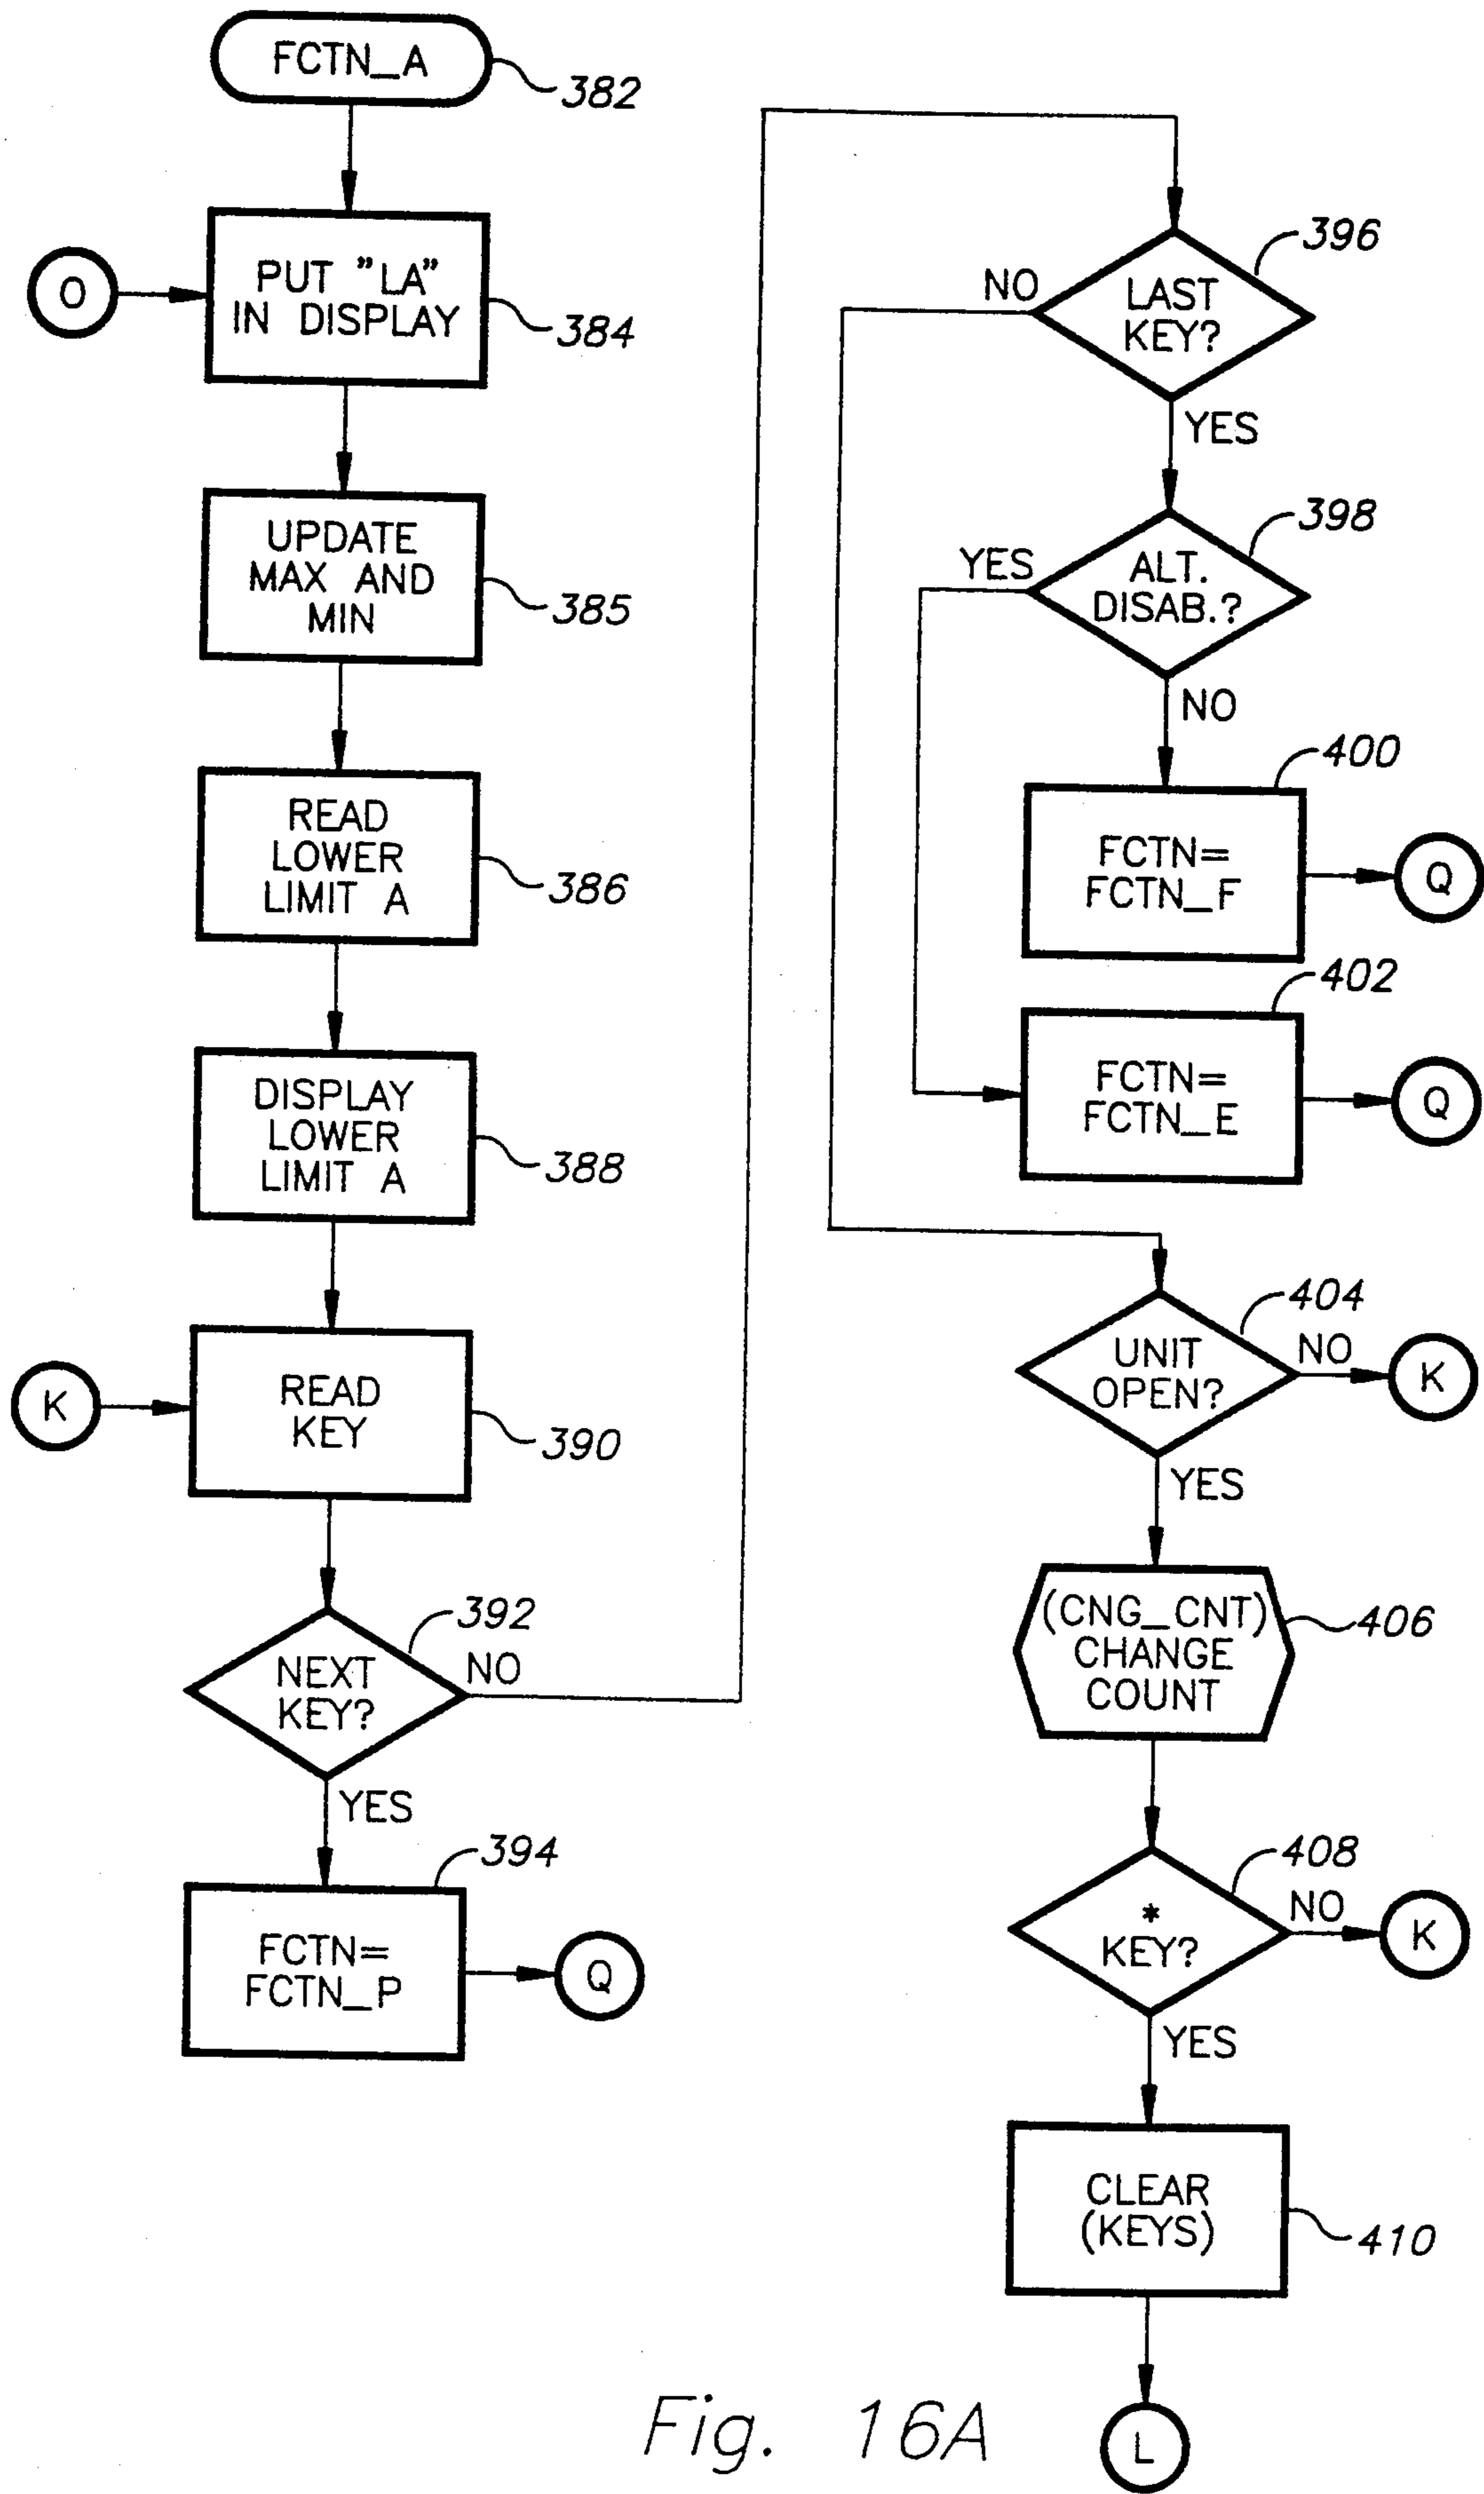 FCTN_A
382
O
PUT "LA"
IN DISPLAY
384
UPDATE
MAX AND
MIN
385
READ
LOWER
LIMIT A
386
DISPLAY
LOWER
LIMIT A
388
K
READ
KEY
390
NEXT
KEY?
392
NO
YES
FCTN=
FCTN_P
394
Q
LAST
KEY?
396
NO
YES
ALT.
DISAB.?
398
YES
NO
FCTN=
FCTN_F
400
Q
FCTN=
FCTN_E
402
Q
UNIT
OPEN?
404
NO
K
YES
(CNG_CNT)
CHANGE
COUNT
406
*
KEY?
408
NO
K
YES
CLEAR
(KEYS)
410
L
Fig. 16A